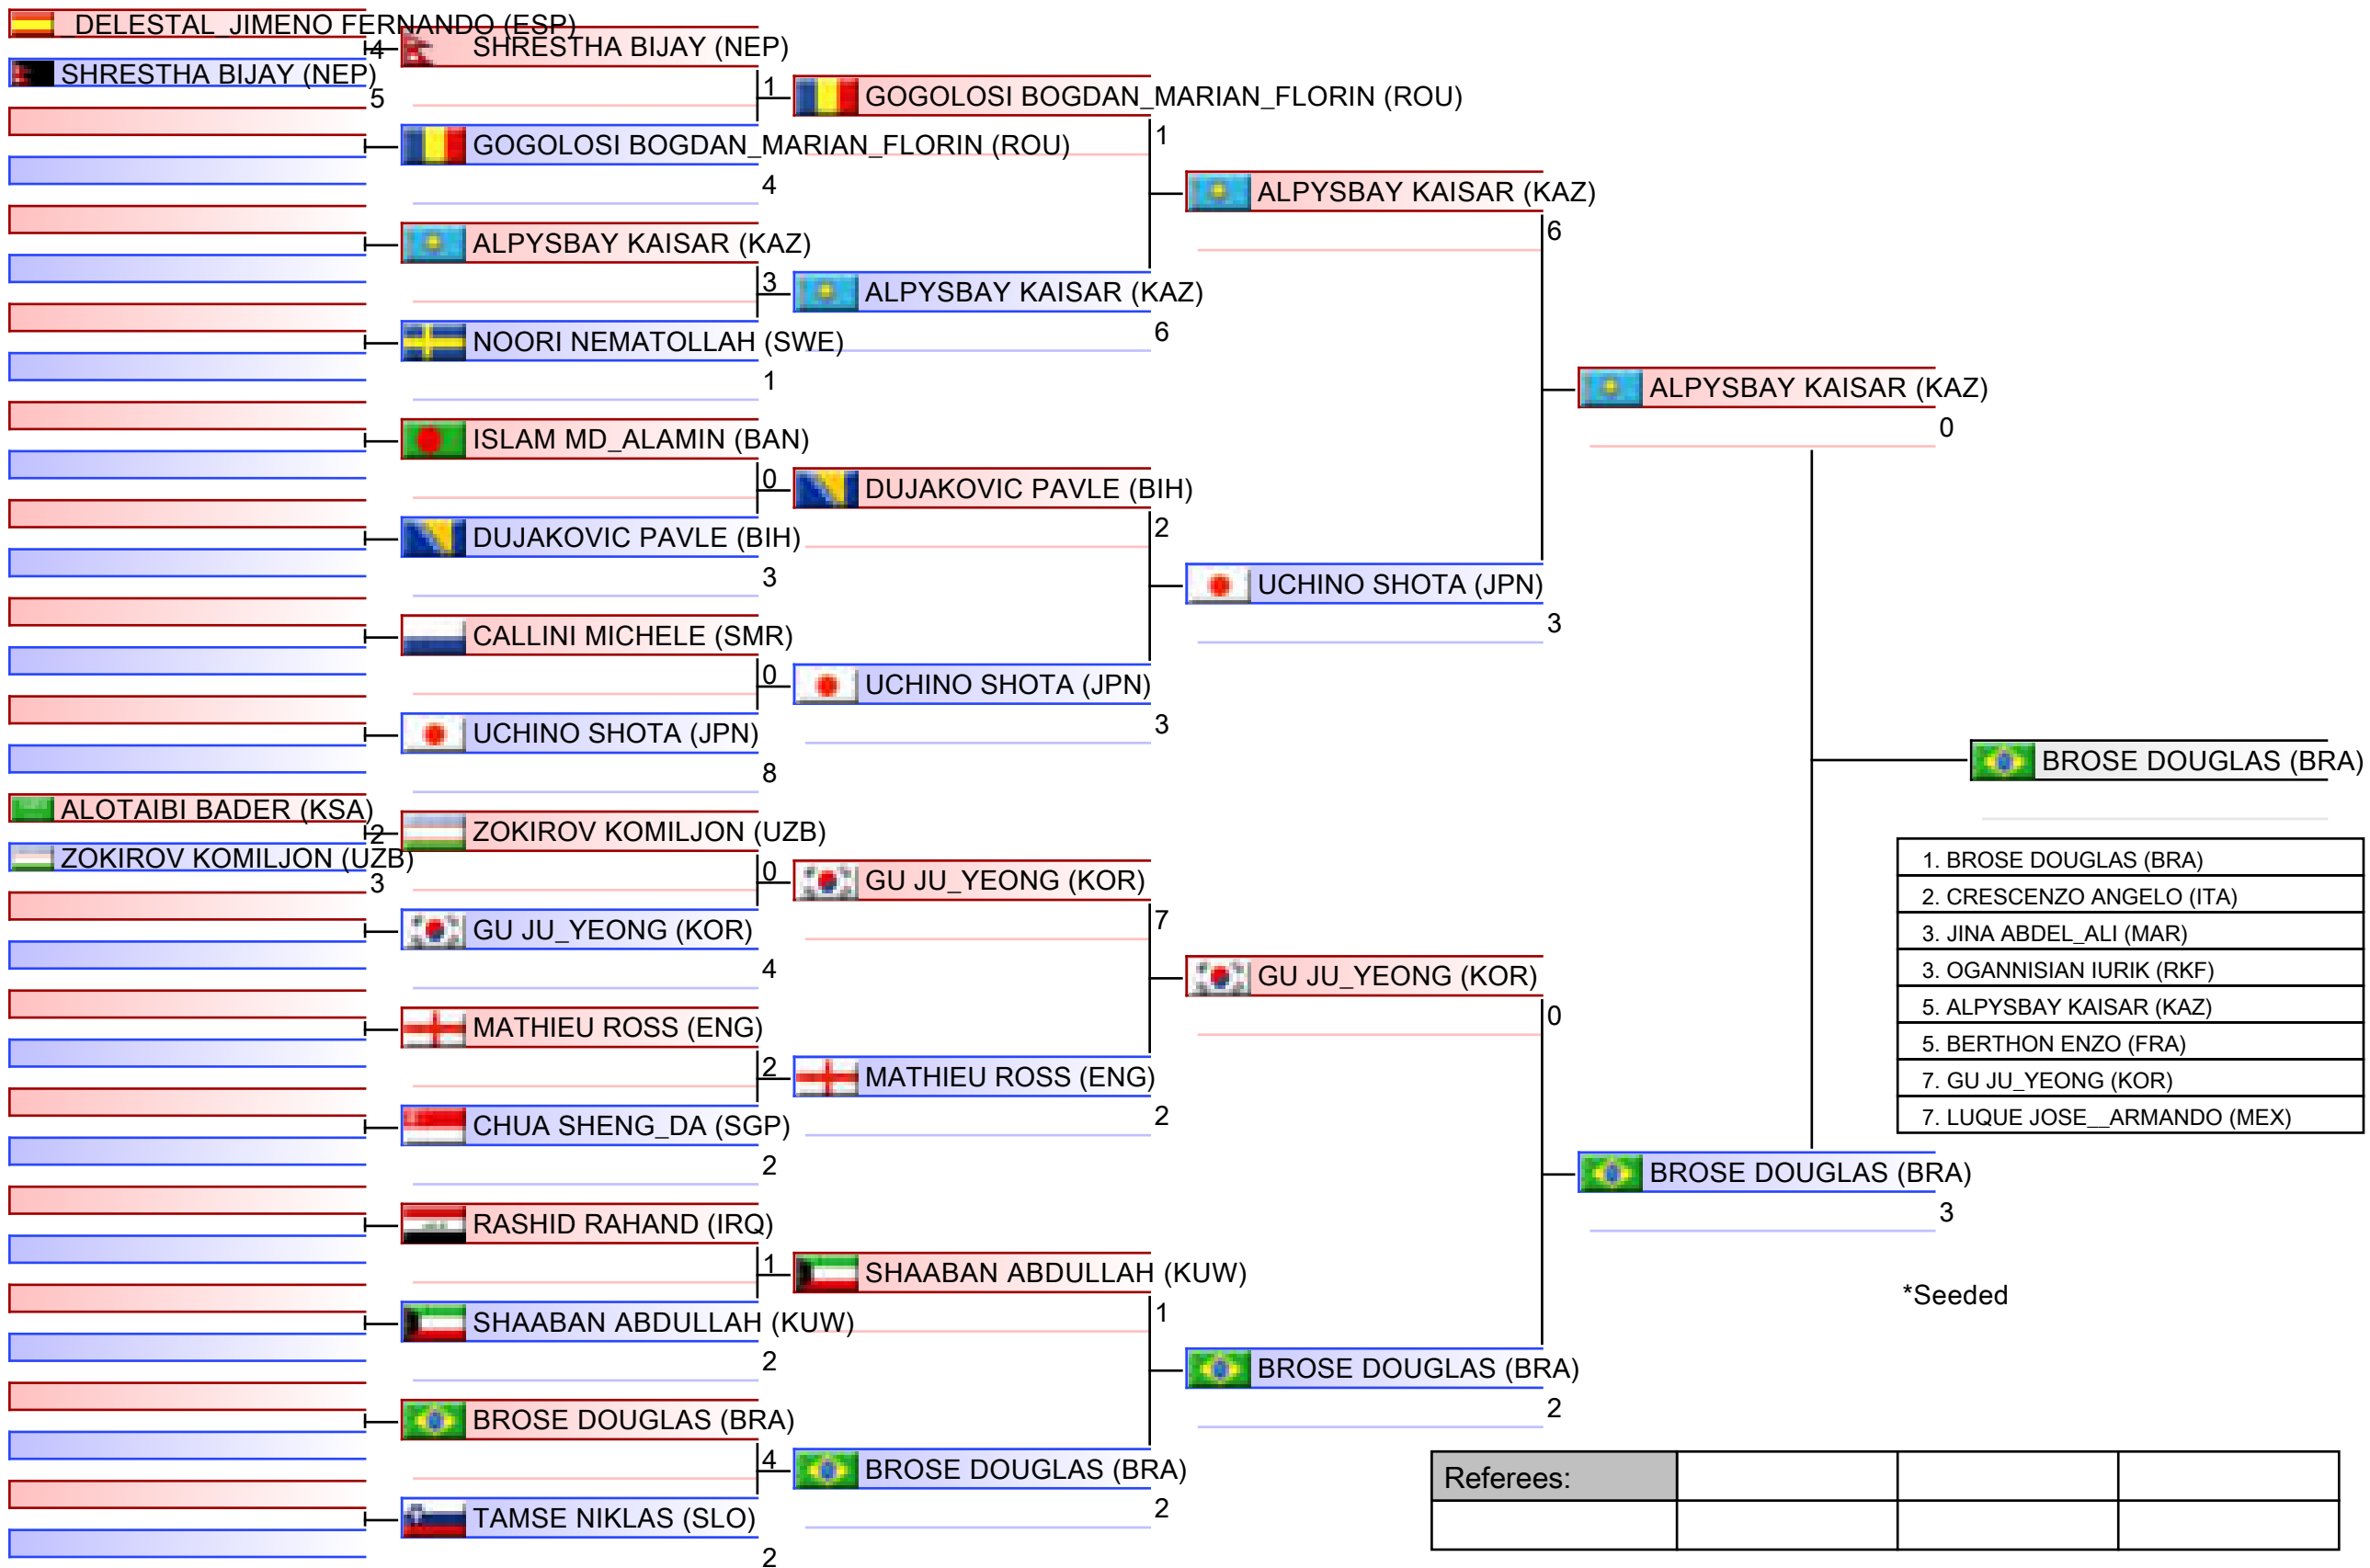 _DELESTAL_JIMENO FERNANDO (ESP)
4
SHRESTHA BIJAY (NEP)
5
ALOTAIBI BADER (KSA)
2
ZOKIROV KOMILJON (UZB)
3
SHRESTHA BIJAY (NEP)
1
GOGOLOSI BOGDAN_MARIAN_FLORIN (ROU)
4
ALPYSBAY KAISAR (KAZ)
3
NOORI NEMATOLLAH (SWE)
1
ISLAM MD_ALAMIN (BAN)
0
DUJAKOVIC PAVLE (BIH)
3
CALLINI MICHELE (SMR)
0
UCHINO SHOTA (JPN)
8
ZOKIROV KOMILJON (UZB)
0
GU JU_YEONG (KOR)
4
MATHIEU ROSS (ENG)
2
CHUA SHENG_DA (SGP)
2
RASHID RAHAND (IRQ)
1
SHAABAN ABDULLAH (KUW)
2
BROSE DOUGLAS (BRA)
4
TAMSE NIKLAS (SLO)
2
GOGOLOSI BOGDAN_MARIAN_FLORIN (ROU)
1
ALPYSBAY KAISAR (KAZ)
6
DUJAKOVIC PAVLE (BIH)
2
UCHINO SHOTA (JPN)
3
GU JU_YEONG (KOR)
7
MATHIEU ROSS (ENG)
2
SHAABAN ABDULLAH (KUW)
1
BROSE DOUGLAS (BRA)
2
ALPYSBAY KAISAR (KAZ)
6
UCHINO SHOTA (JPN)
3
GU JU_YEONG (KOR)
0
BROSE DOUGLAS (BRA)
2
ALPYSBAY KAISAR (KAZ)
0
BROSE DOUGLAS (BRA)
3
BROSE DOUGLAS (BRA)
1. BROSE DOUGLAS (BRA)
2. CRESCENZO ANGELO (ITA)
3. JINA ABDEL_ALI (MAR)
3. OGANNISIAN IURIK (RKF)
5. ALPYSBAY KAISAR (KAZ)
5. BERTHON ENZO (FRA)
7. GU JU_YEONG (KOR)
7. LUQUE JOSE__ARMANDO (MEX)
*Seeded
Referees: